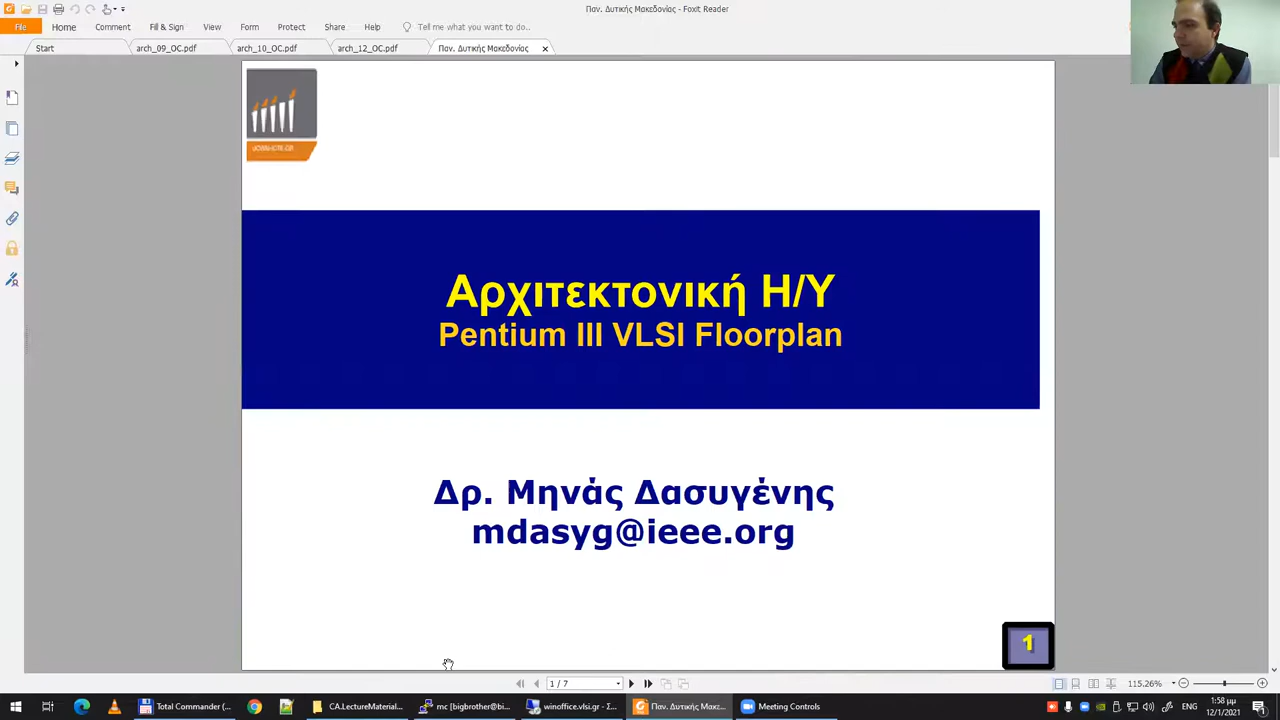 Παν. Δυτικής Μακεδονίας - Foxit Reader
File Home Comment Fill & Sign View Form Protect Share Help Tell me what you want to do..
Start arch_09_OC.pdf arch_10_OC.pdf arch_12_OC.pdf Παν. Δυτικής Μακεδονίας
Αρχιτεκτονική Η/Υ
Pentium III VLSI Floorplan
Δρ. Μηνάς Δασυγένης
mdasyg@ieee.org
1
1 / 7
115.26%
Total Commander (... CA.LectureMaterial... mc [bigbrother@bi... winoffice.vlsi.gr - Σ... Παν. Δυτικής Μακε... Meeting Controls
1:58 μμ
12/1/2021